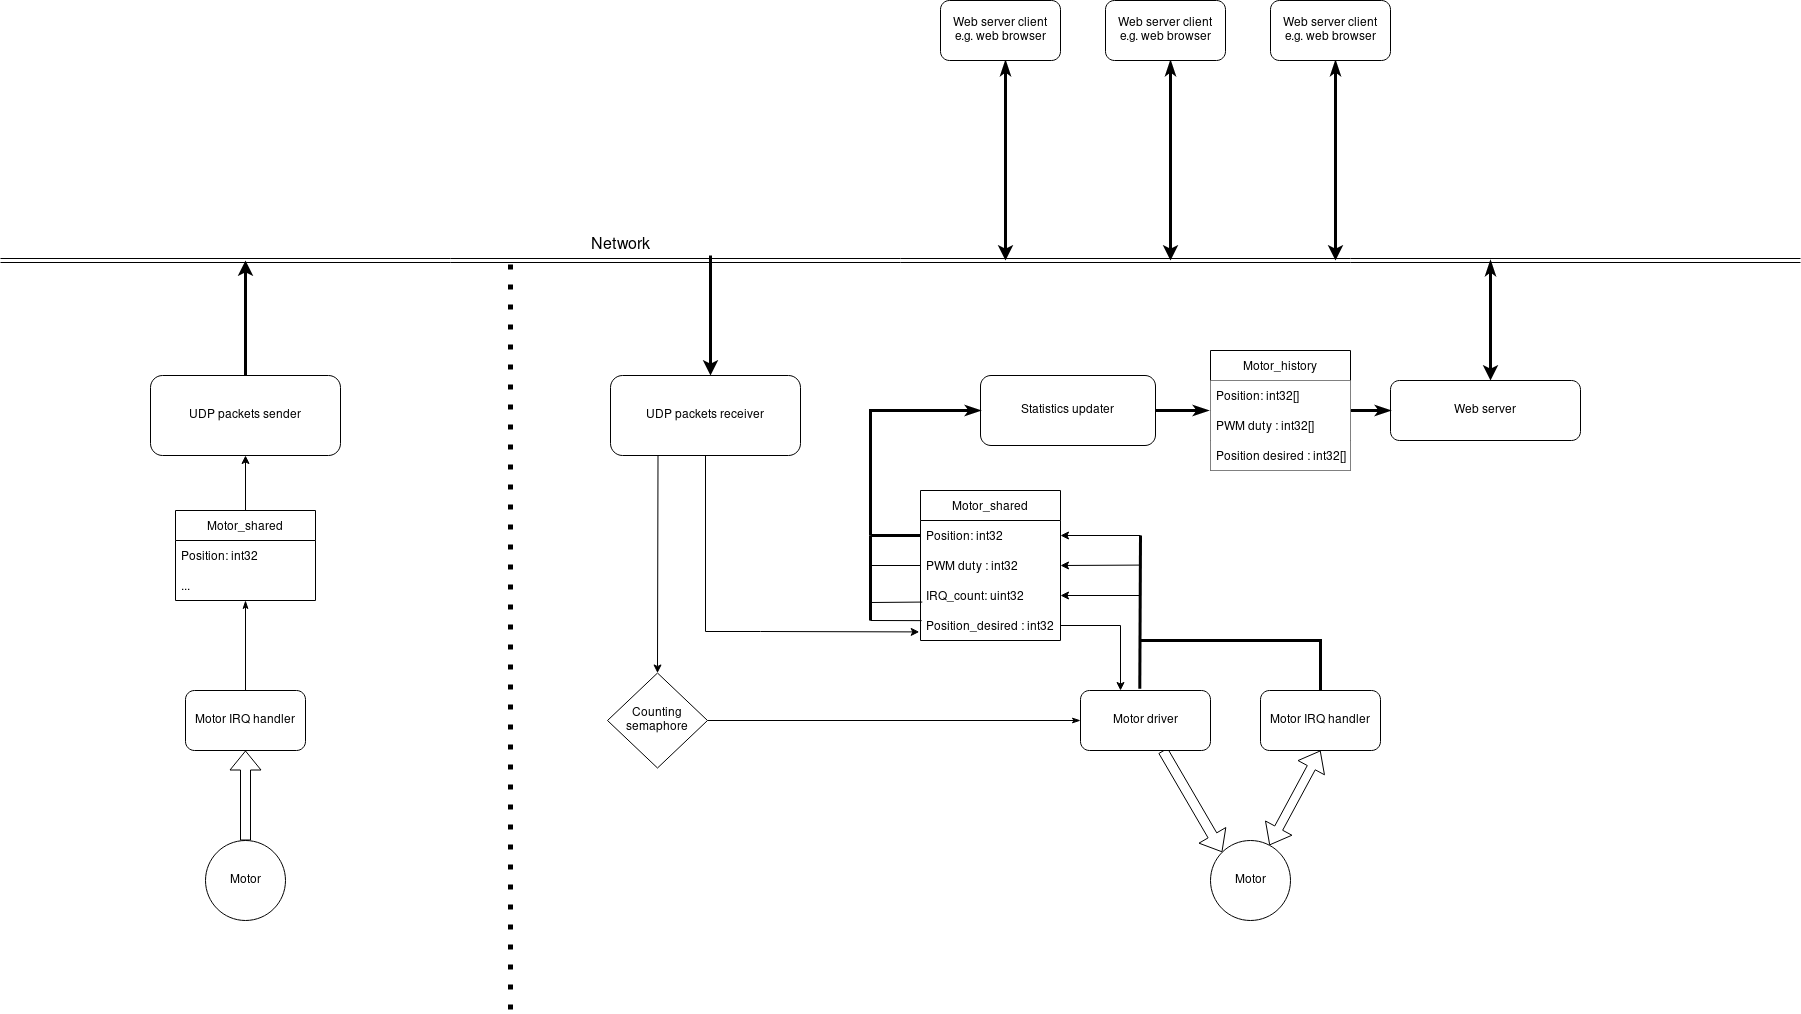 Web server client
e.g. web browser
Web server client
e.g. web browser
Web server client
e.g. web browser
Network
UDP packets sender
UDP packets receiver
Statistics updater
Motor_history
Position: int32[]
PWM duty : int32[]
Position desired : int32[]
Web server
Motor_shared
Position: int32
...
Motor_shared
Position: int32
PWM duty : int32
IRQ_count: uint32
Position_desired : int32
Motor IRQ handler
Counting
semaphore
Motor driver
Motor IRQ handler
Motor
Motor